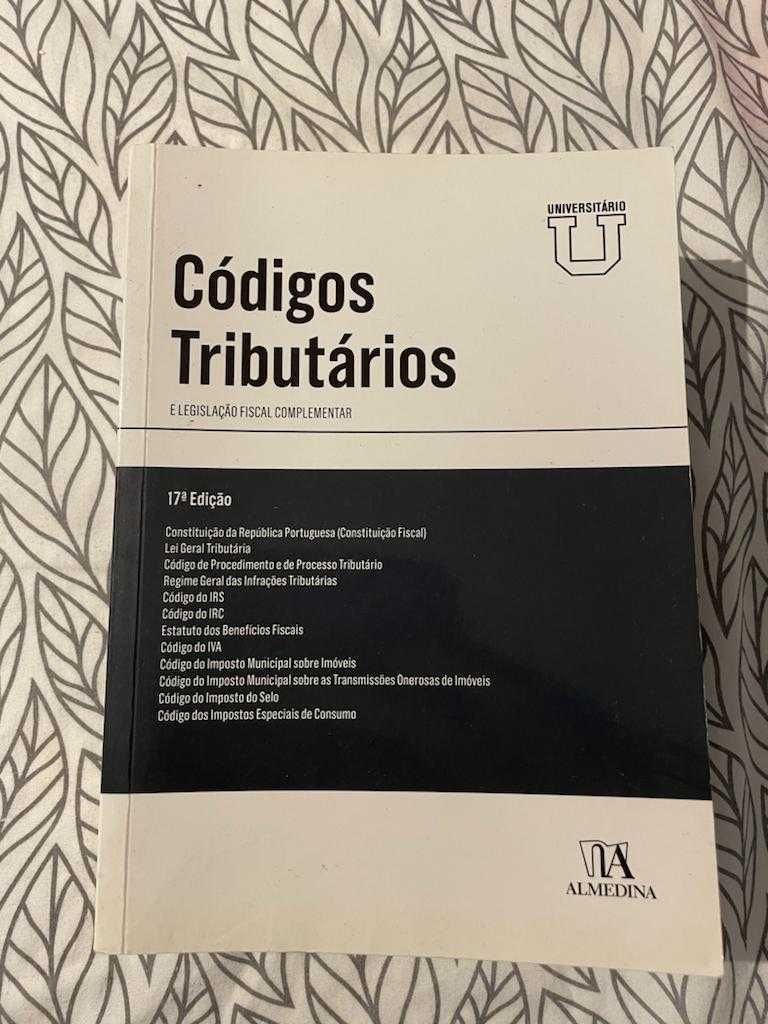 UNIVERSITÁRIO
U
Códigos
Tributários
E LEGISLAÇÃO FISCAL COMPLEMENTAR
17ª Edição
Constituição da República Portuguesa (Constituição Fiscal)
Lei Geral Tributária
Código de Procedimento e de Processo Tributário
Regime Geral das Infrações Tributárias
Código do IRS
Código do IRC
Estatuto dos Benefícios Fiscais
Código do IVA
Código do Imposto Municipal sobre Imóveis
Código do Imposto Municipal sobre as Transmissões Onerosas de Imóveis
Código do Imposto do Selo
Código dos Impostos Especiais de Consumo
ALMEDINA